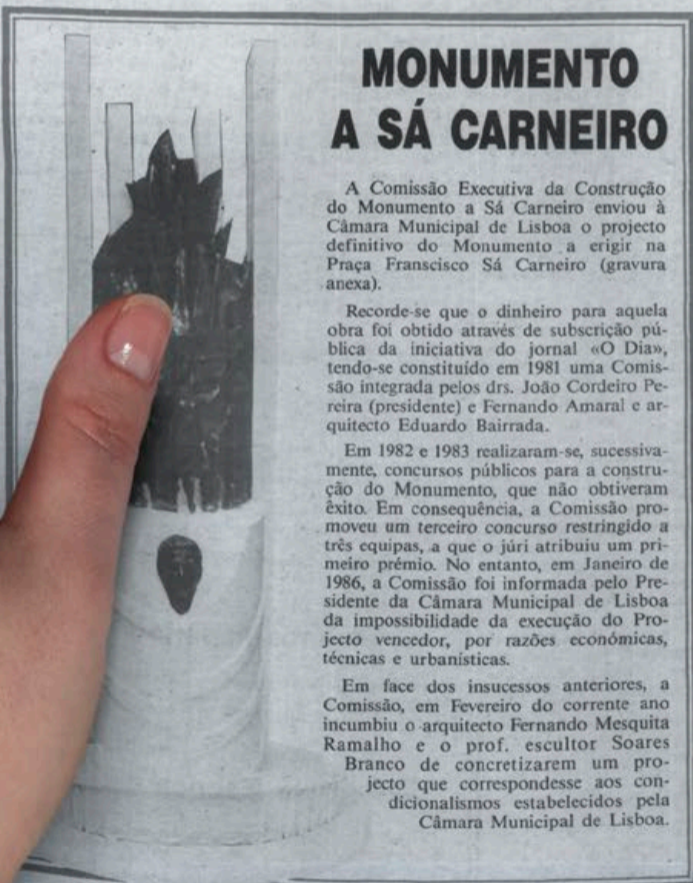 MONUMENTO
A SÁ CARNEIRO
A Comissão Executiva da Construção
do Monumento a Sá Carneiro enviou à
Câmara Municipal de Lisboa o projecto
definitivo do Monumento a erigir na
Praça Franscisco Sá Carneiro (gravura
anexa).
Recorde-se que o dinheiro para aquela
obra foi obtido através de subscrição pú-
blica da iniciativa do jornal «O Dia»,
tendo-se constituído em 1981 uma Comis-
são integrada pelos drs. João Cordeiro Pe-
reira (presidente) e Fernando Amaral e ar-
quitecto Eduardo Bairrada.
Em 1982 e 1983 realizaram-se, sucessiva-
mente, concursos públicos para a constru-
ção do Monumento, que não obtiveram
êxito. Em consequência, a Comissão pro-
moveu um terceiro concurso restringido a
três equipas, a que o júri atribuiu um pri-
meiro prémio. No entanto, em Janeiro de
1986, a Comissão foi informada pelo Pre-
sidente da Câmara Municipal de Lisboa
da impossibilidade da execução do Pro-
jecto vencedor, por razões económicas,
técnicas e urbanísticas.
Em face dos insucessos anteriores, a
Comissão, em Fevereiro do corrente ano
incumbiu o arquitecto Fernando Mesquita
Ramalho e o prof. escultor Soares
Branco de concretizarem um pro-
jecto que correspondesse aos con-
dicionalismos estabelecidos pela
Câmara Municipal de Lisboa.